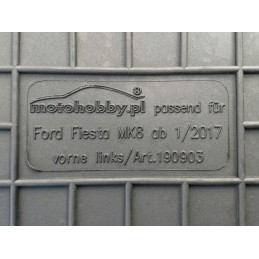 motohobby.pl ® passend für
Ford Fiesta MK8 ab 1/2017
vorne links/Art.190903